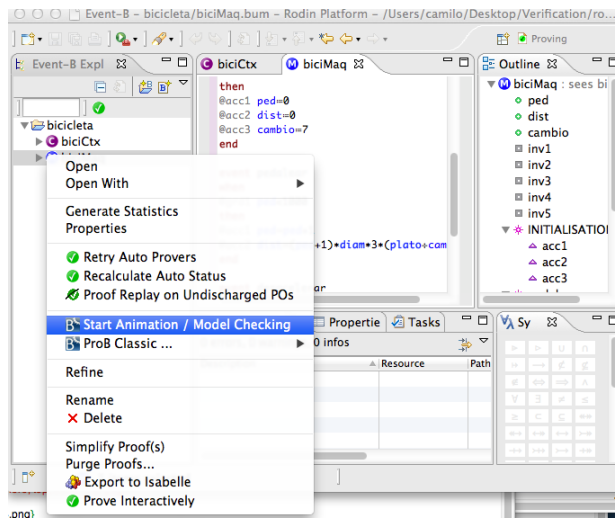 Event-B - bicicleta/biciMaq.bum - Rodin Platform - /Users/camilo/Desktop/Verification/ro...
Proving
Event-B Expl
biciCtx
biciMaq
Outline
bicicleta
biciCtx
then
@acc1 ped=0
@acc2 dist=0
@acc3 cambio=7
end
+1)*diam*3*(plato÷cam
ar
biciMaq : sees bi
ped
dist
cambio
inv1
inv2
inv3
inv4
inv5
INITIALISATIO
acc1
acc2
acc3
Open
Open With
Generate Statistics
Properties
Retry Auto Provers
Recalculate Auto Status
Proof Replay on Undischarged POs
Start Animation / Model Checking
ProB Classic ...
Refine
Rename
Delete
Simplify Proof(s)
Purge Proofs...
Export to Isabelle
Prove Interactively
Propertie
Tasks
Sy
0 infos
Resource
Path
.png}